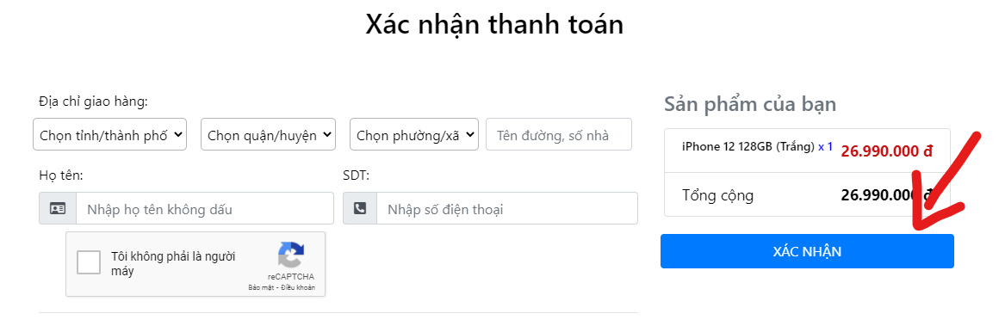 Xác nhận thanh toán
Địa chỉ giao hàng:
Chọn tỉnh/thành phố
Chọn quận/huyện
Chọn phường/xã
Tên đường, số nhà
Họ tên:
SDT:
Nhập họ tên không dấu
Nhập số điện thoại
Tôi không phải là người
máy
reCAPTCHA
Bảo mật - Điều khoản
Sản phẩm của bạn
iPhone 12 128GB (Trắng) x 1 26.990.000 đ
Tổng cộng 26.990.000 đ
XÁC NHẬN